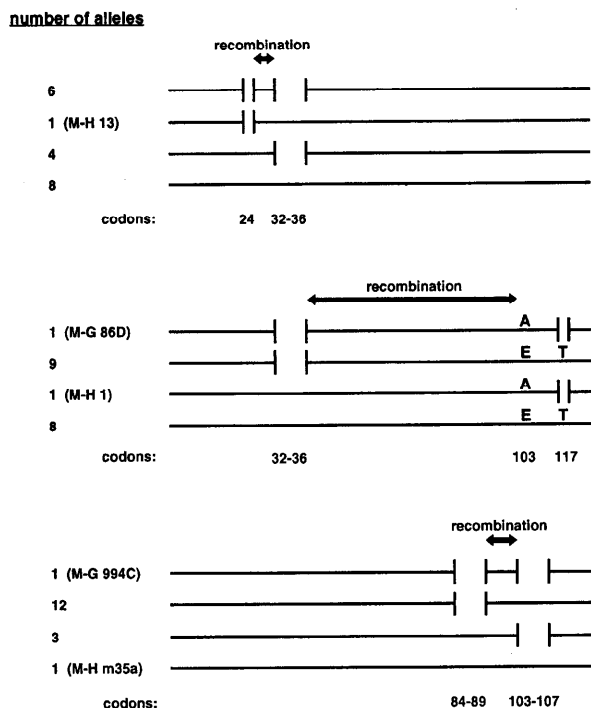 number of alleles
recombination
6
1 (M-H 13)
4
8
codons: 24 32-36
recombination
1 (M-G 86D) A
9 E T
1 (M-H 1) A
8 E T
codons: 32-36 103 117
recombination
1 (M-G 994C)
12
3
1 (M-H m35a)
codons: 84-89 103-107